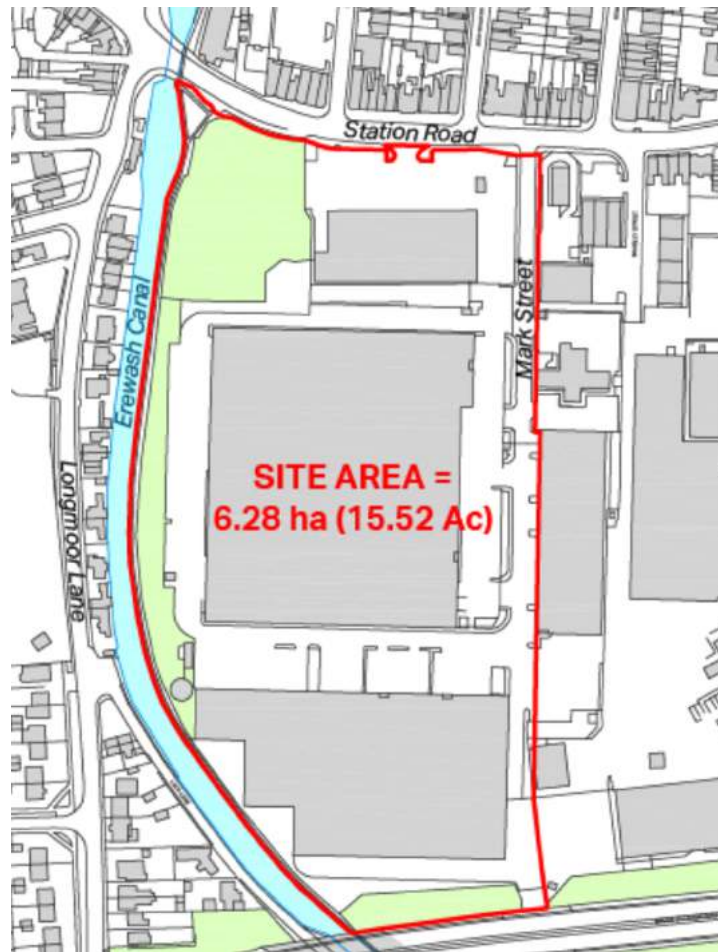 Station Road
Mark Street
Erewash Canal
SITE AREA =
6.28 ha (15.52 Ac)
Longmoor Lane